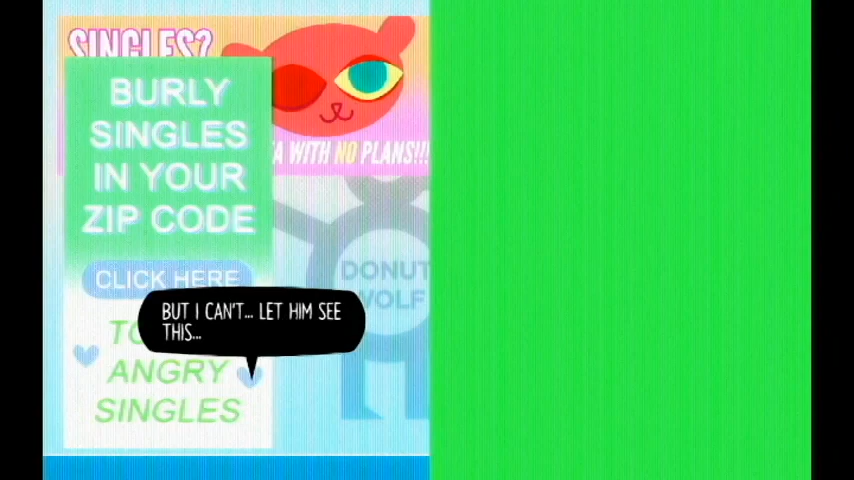 SINGLES?
BURLY
SINGLES
IN YOUR
ZIP CODE
WITH NO PLANS!!!
CLICK HERE
DONUT
WOLF
BUT I CAN'T... LET HIM SEE
THIS...
ANGRY
SINGLES